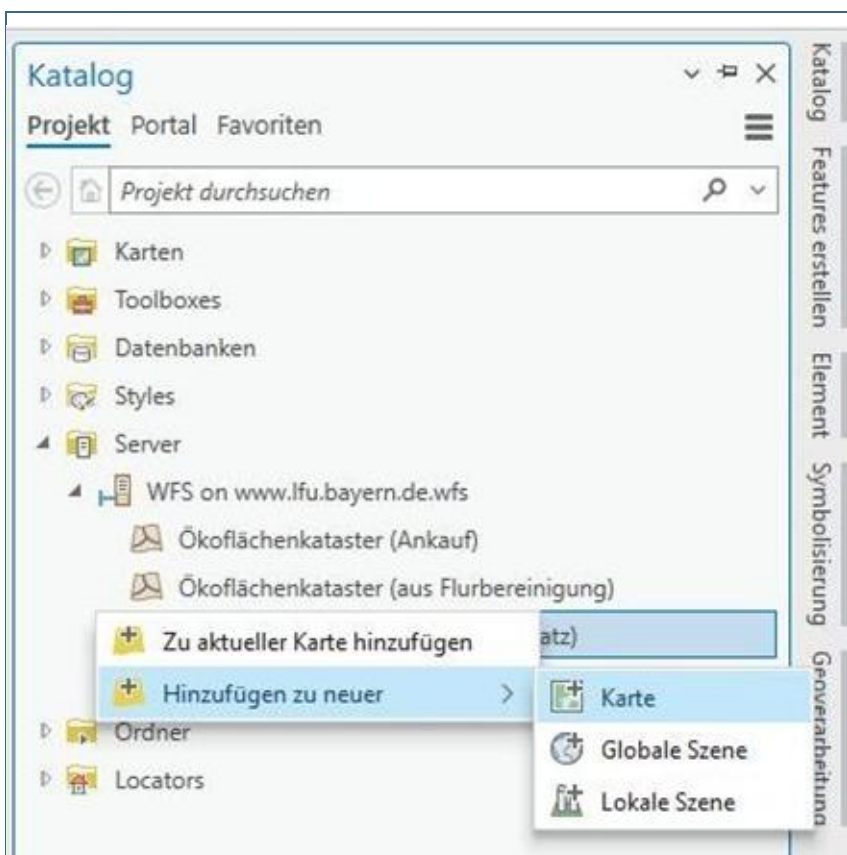 Katalog
Projekt Portal Favoriten
Projekt durchsuchen
Karten
Toolboxes
Datenbanken
Styles
Server
WFS on www.lfu.bayern.de.wfs
Ökoflächenkataster (Ankauf)
Ökoflächenkataster (aus Flurbereinigung)
atz)
Zu aktueller Karte hinzufügen
Hinzufügen zu neuer
Karte
Globale Szene
Lokale Szene
Ordner
Locators
Katalog
Features erstellen
Element
Symbolisierung
Geoverarbeitung